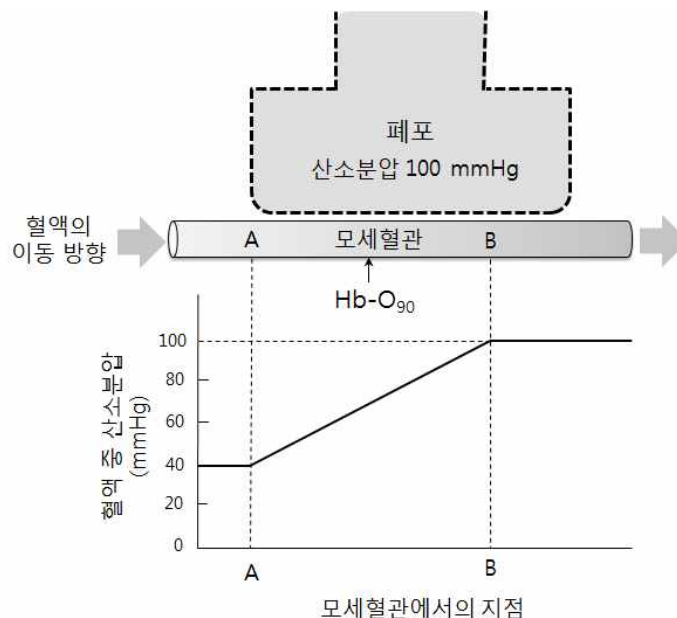 폐포
산소분압 100 mmHg
혈액의
이동 방향
A 모세혈관 B
Hb-O₉₀
혈액 중 산소분압
(mmHg)
100
80
60
40
20
0
A B
모세혈관에서의 지점